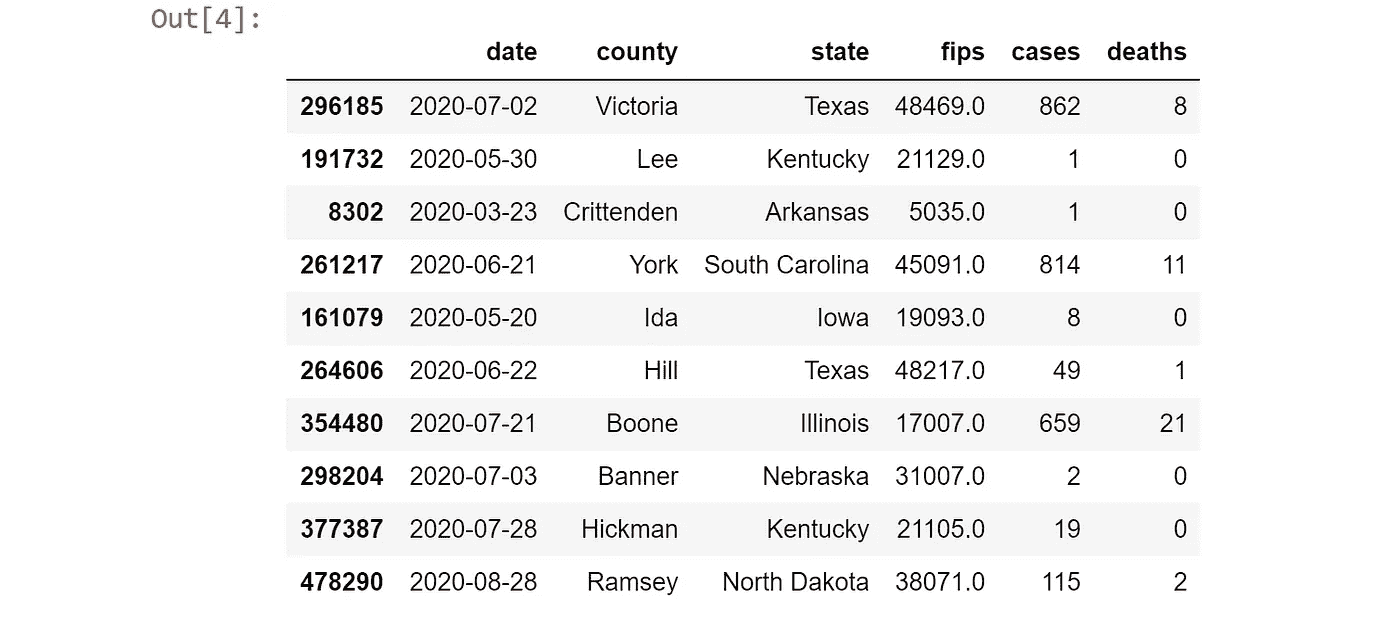 Out[4]:
date county state fips cases deaths
296185 2020-07-02 Victoria Texas 48469.0 862 8
191732 2020-05-30 Lee Kentucky 21129.0 1 0
8302 2020-03-23 Crittenden Arkansas 5035.0 1 0
261217 2020-06-21 York South Carolina 45091.0 814 11
161079 2020-05-20 Ida Iowa 19093.0 8 0
264606 2020-06-22 Hill Texas 48217.0 49 1
354480 2020-07-21 Boone Illinois 17007.0 659 21
298204 2020-07-03 Banner Nebraska 31007.0 2 0
377387 2020-07-28 Hickman Kentucky 21105.0 19 0
478290 2020-08-28 Ramsey North Dakota 38071.0 115 2